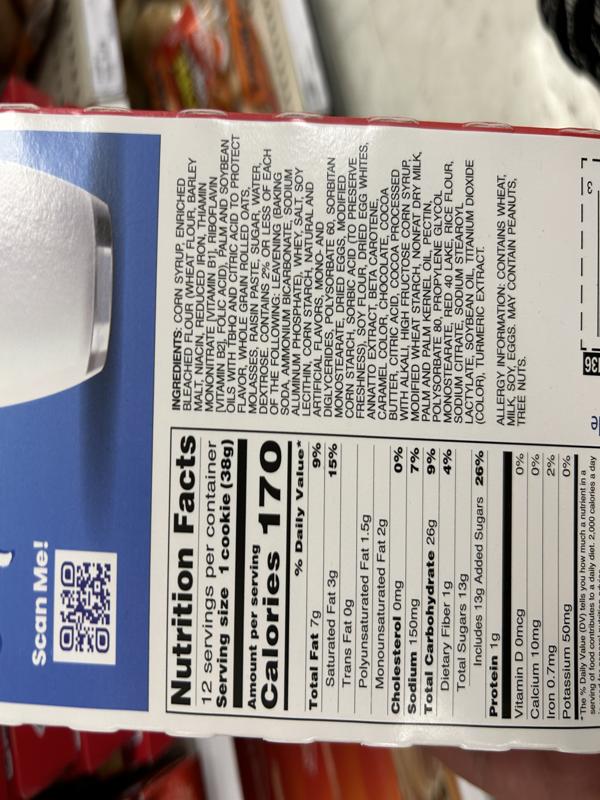 Scan Me!
Nutrition Facts
12 servings per container
Serving size 1 cookie (38g)
Amount per serving
Calories 170
% Daily Value*
Total Fat 7g 9%
Saturated Fat 3g 15%
Trans Fat 0g
Polyunsaturated Fat 1.5g
Monounsaturated Fat 2g
Cholesterol 0mg 0%
Sodium 150mg 7%
Total Carbohydrate 26g 9%
Dietary Fiber 1g 4%
Total Sugars 13g
Includes 13g Added Sugars 26%
Protein 1g
Vitamin D 0mcg 0%
Calcium 10mg 0%
Iron 0.7mg 2%
Potassium 50mg 0%
*The % Daily Value (DV) tells you how much a nutrient in a
serving of food contributes to a daily diet. 2,000 calories a day
INGREDIENTS: CORN SYRUP, ENRICHED
BLEACHED FLOUR (WHEAT FLOUR, BARLEY
MALT, NIACIN, REDUCED IRON, THIAMIN
MONONITRATE [VITAMIN B1], RIBOFLAVIN
[VITAMIN B2], FOLIC ACID), PALM AND SOYBEAN
OILS WITH TBHQ AND CITRIC ACID TO PROTECT
FLAVOR, WHOLE GRAIN ROLLED OATS,
MOLASSES, RAISIN PASTE, SUGAR, WATER,
DEXTROSE. CONTAINS 2% OR LESS OF EACH
OF THE FOLLOWING: LEAVENING (BAKING
SODA, AMMONIUM BICARBONATE, SODIUM
ALUMINUM PHOSPHATE), WHEY, SALT, SOY
LECITHIN, CORN STARCH, NATURAL AND
ARTIFICIAL FLAVORS, MONO- AND
DIGLYCERIDES, POLYSORBATE 60, SORBITAN
MONOSTEARATE, DRIED EGGS, MODIFIED
CORN STARCH, SORBIC ACID (TO PRESERVE
FRESHNESS), SOY FLOUR, DRIED EGG WHITES,
ANNATTO EXTRACT, BETA CAROTENE,
CARAMEL COLOR, CHOCOLATE, COCOA
BUTTER, CITRIC ACID, COCOA PROCESSED
WITH ALKALI, HIGH FRUCTOSE CORN SYRUP,
MODIFIED WHEAT STARCH, NONFAT DRY MILK,
PALM AND PALM KERNEL OIL, PECTIN,
POLYSORBATE 80, PROPYLENE GLYCOL
MONOSTEARATE, RED 40 LAKE, RICE FLOUR,
SODIUM CITRATE, SODIUM STEAROYL
LACTYLATE, SOYBEAN OIL, TITANIUM DIOXIDE
(COLOR), TURMERIC EXTRACT.
ALLERGY INFORMATION: CONTAINS WHEAT,
MILK, SOY, EGGS. MAY CONTAIN PEANUTS,
TREE NUTS.